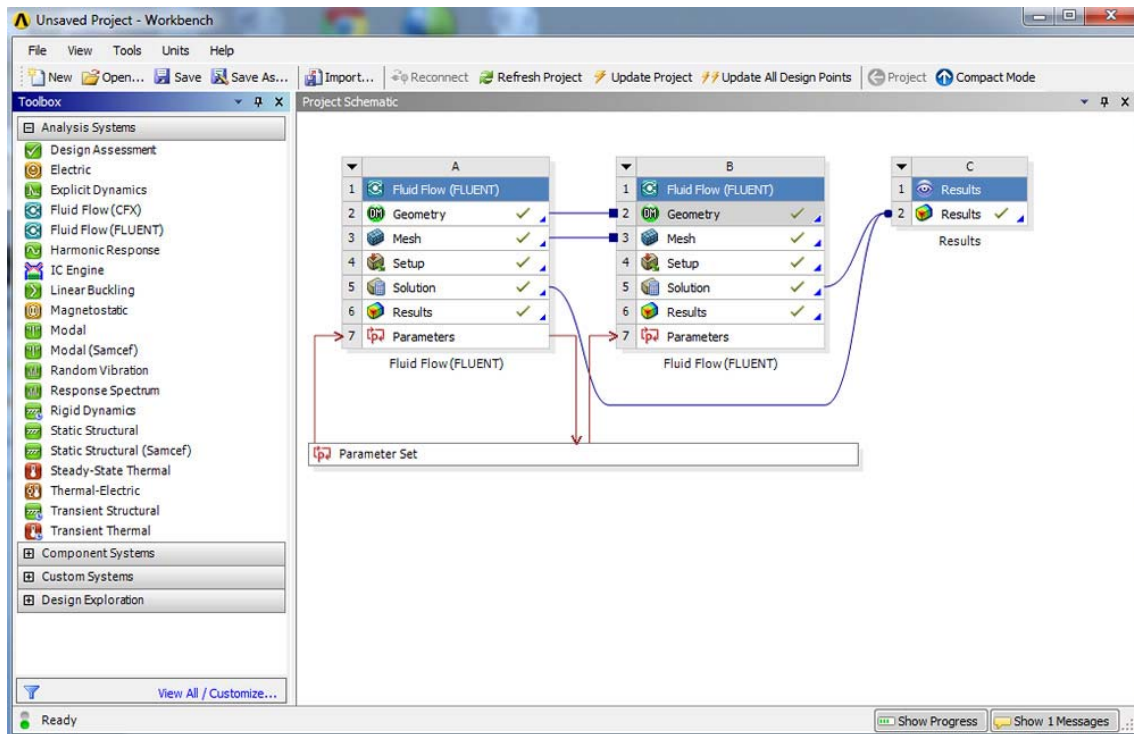 Unsaved Project - Workbench
File View Tools Units Help
New Open... Save Save As... Import... Reconnect Refresh Project Update Project Update All Design Points Project Compact Mode
Toolbox
Project Schematic
Analysis Systems
Design Assessment
Electric
Explicit Dynamics
Fluid Flow (CFX)
Fluid Flow (FLUENT)
Harmonic Response
IC Engine
Linear Buckling
Magnetostatic
Modal
Modal (Samcef)
Random Vibration
Response Spectrum
Rigid Dynamics
Static Structural
Static Structural (Samcef)
Steady-State Thermal
Thermal-Electric
Transient Structural
Transient Thermal
Component Systems
Custom Systems
Design Exploration
View All / Customize...
A
1 Fluid Flow (FLUENT)
2 DM Geometry
3 Mesh
4 Setup
5 Solution
6 Results
7 Parameters
Fluid Flow (FLUENT)
B
1 Fluid Flow (FLUENT)
2 DM Geometry
3 Mesh
4 Setup
5 Solution
6 Results
7 Parameters
Fluid Flow (FLUENT)
C
1 Results
2 Results
Results
Parameter Set
Ready
Show Progress Show 1 Messages